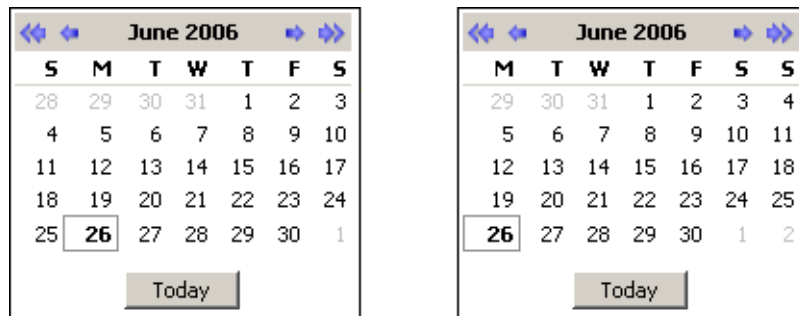 June 2006
S M T W T F S
28 29 30 31 1 2 3
4 5 6 7 8 9 10
11 12 13 14 15 16 17
18 19 20 21 22 23 24
25 26 27 28 29 30 1
Today
June 2006
M T W T F S S
29 30 31 1 2 3 4
5 6 7 8 9 10 11
12 13 14 15 16 17 18
19 20 21 22 23 24 25
26 27 28 29 30 1 2
Today